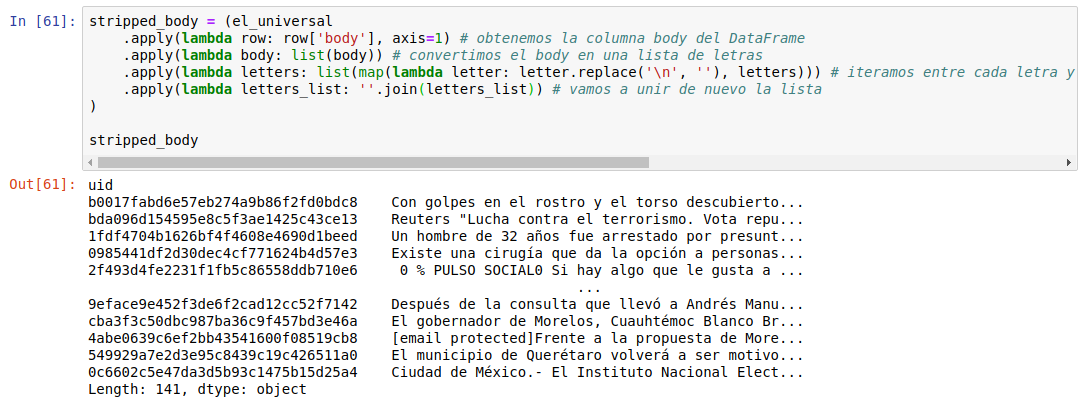 In [61]: stripped_body = (el_universal
.apply(lambda row: row['body'], axis=1) # obtenemos la columna body del DataFrame
.apply(lambda body: list(body)) # convertimos el body en una lista de letras
.apply(lambda letters: list(map(lambda letter: letter.replace('\n', ''), letters))) # iteramos entre cada letra y
.apply(lambda letters_list: ''.join(letters_list)) # vamos a unir de nuevo la lista
)
stripped_body
Out[61]: uid
b0017fabd6e57eb274a9b86f2fd0bdc8 Con golpes en el rostro y el torso descubierto...
bda096d154595e8c5f3ae1425c43ce13 Reuters "Lucha contra el terrorismo. Vota repu...
1fdf4704b1626bf4f4608e4690d1beed Un hombre de 32 años fue arrestado por presunt...
0985441df2d30dec4cf771624b4d57e3 Existe una cirugía que da la opción a personas...
2f493d4fe2231f1fb5c86558ddb710e6 0 % PULSO SOCIAL0 Si hay algo que le gusta a ...
...
9eface9e452f3de6f2cad12cc52f7142 Después de la consulta que llevó a Andrés Manu...
cba3f3c50dbc987ba36c9f457bd3e46a El gobernador de Morelos, Cuauhtémoc Blanco Br...
4abe0639c6ef2bb43541600f08519cb8 [email protected]Frente a la propuesta de More...
549929a7e2d3e95c8439c19c426511a0 El municipio de Querétaro volverá a ser motivo...
0c6602c5e47da3d5b93c1475b15d25a4 Ciudad de México.- El Instituto Nacional Elect...
Length: 141, dtype: object